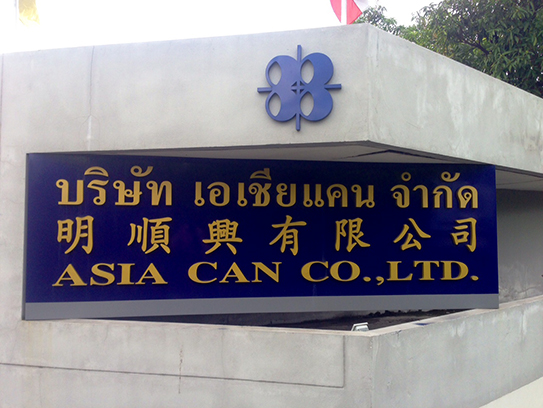 บริษัท เอเชียแคน จำกัด
明順興有限公司
ASIA CAN CO.,LTD.